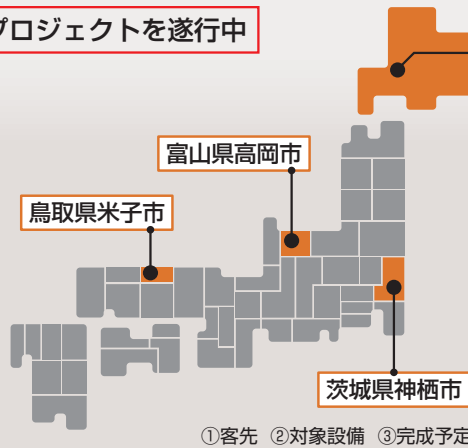 プロジェクトを遂行中
富山県高岡市
鳥取県米子市
茨城県神栖市
①客先 ②対象設備 ③完成予定